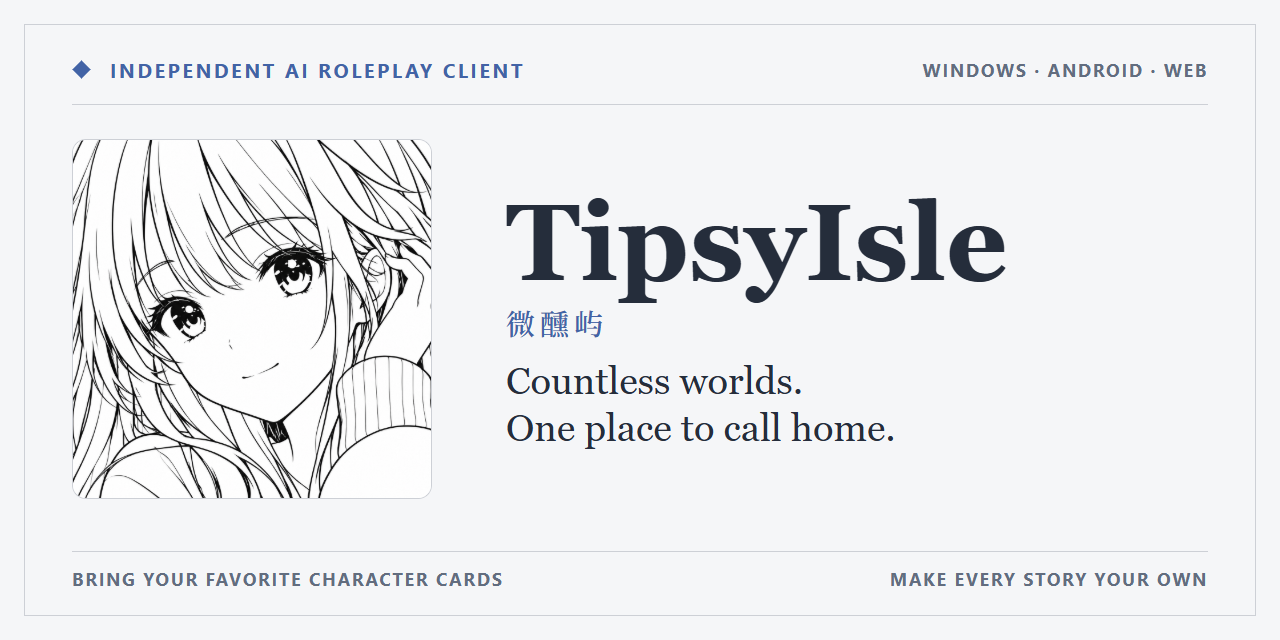 INDEPENDENT AI ROLEPLAY CLIENT
WINDOWS · ANDROID · WEB
TipsyIsle
微醺屿
Countless worlds.
One place to call home.
BRING YOUR FAVORITE CHARACTER CARDS
MAKE EVERY STORY YOUR OWN